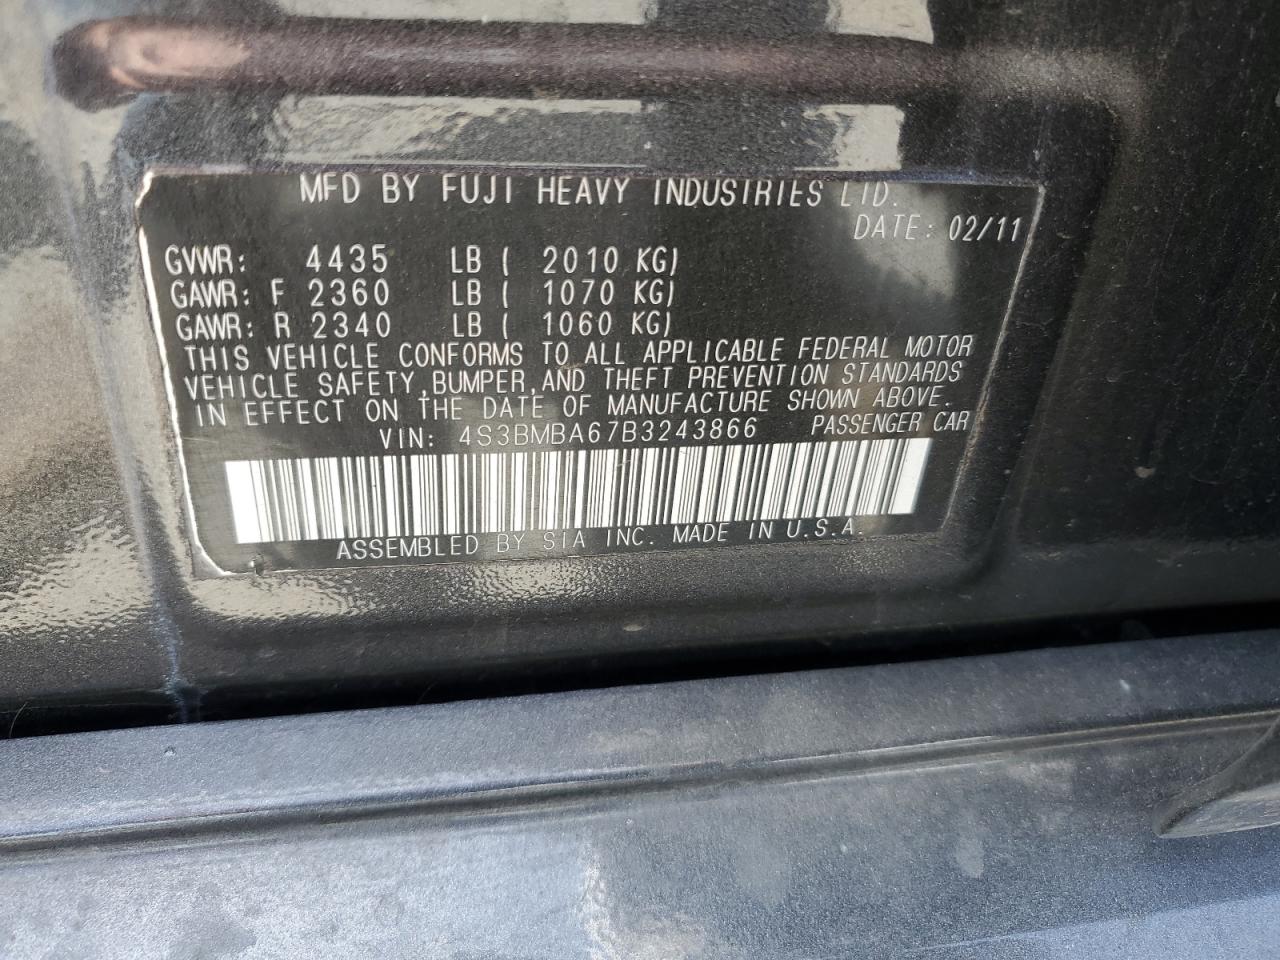 MFD BY FUJI HEAVY INDUSTRIES LTD.
DATE: 02/11
GVWR: 4435 LB ( 2010 KG)
GAWR: F 2360 LB ( 1070 KG)
GAWR: R 2340 LB ( 1060 KG)
THIS VEHICLE CONFORMS TO ALL APPLICABLE FEDERAL MOTOR
VEHICLE SAFETY, BUMPER, AND THEFT PREVENTION STANDARDS
IN EFFECT ON THE DATE OF MANUFACTURE SHOWN ABOVE.
VIN: 4S3BMBA67B3243866 PASSENGER CAR
ASSEMBLED BY SIA INC. MADE IN U.S.A.